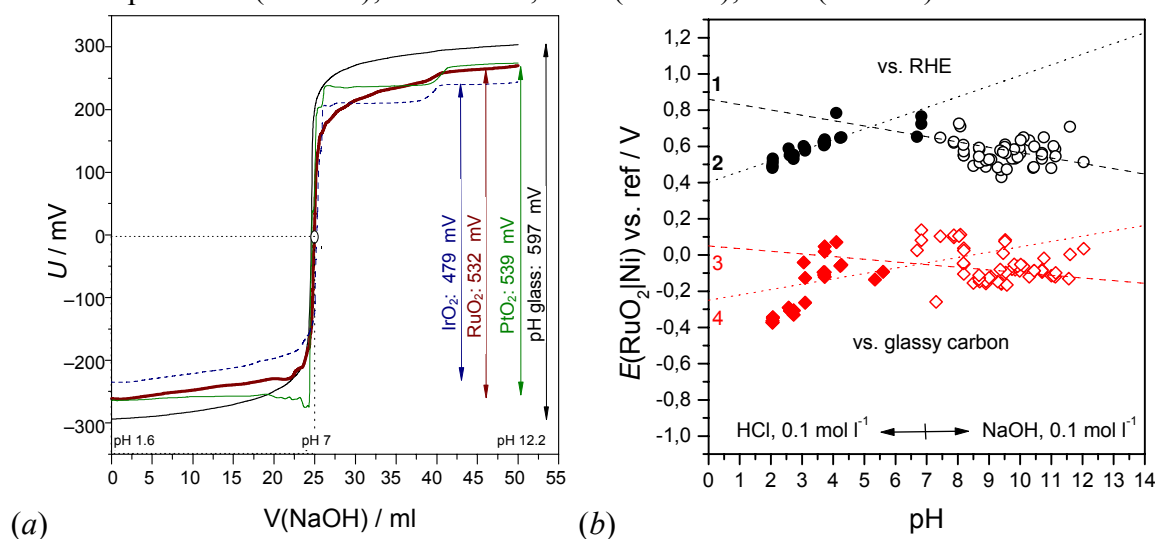 300
200
100
0
–100
–200
–300
U / mV
IrO2: 479 mV
RuO2: 532 mV
PtO2: 539 mV
pH glass: 597 mV
pH 1.6
pH 7
pH 12.2
0 5 10 15 20 25 30 35 40 45 50 55
V(NaOH) / ml
(a)
1,2
1,0
0,8
0,6
0,4
0,2
0,0
-0,2
-0,4
-0,6
-0,8
-1,0
E(RuO2|Ni) vs. ref / V
vs. RHE
1
2
3
4
vs. glassy carbon
HCl, 0.1 mol l-1
NaOH, 0.1 mol l-1
0 1 2 3 4 5 6 7 8 9 10 11 12 13 14
pH
(b)